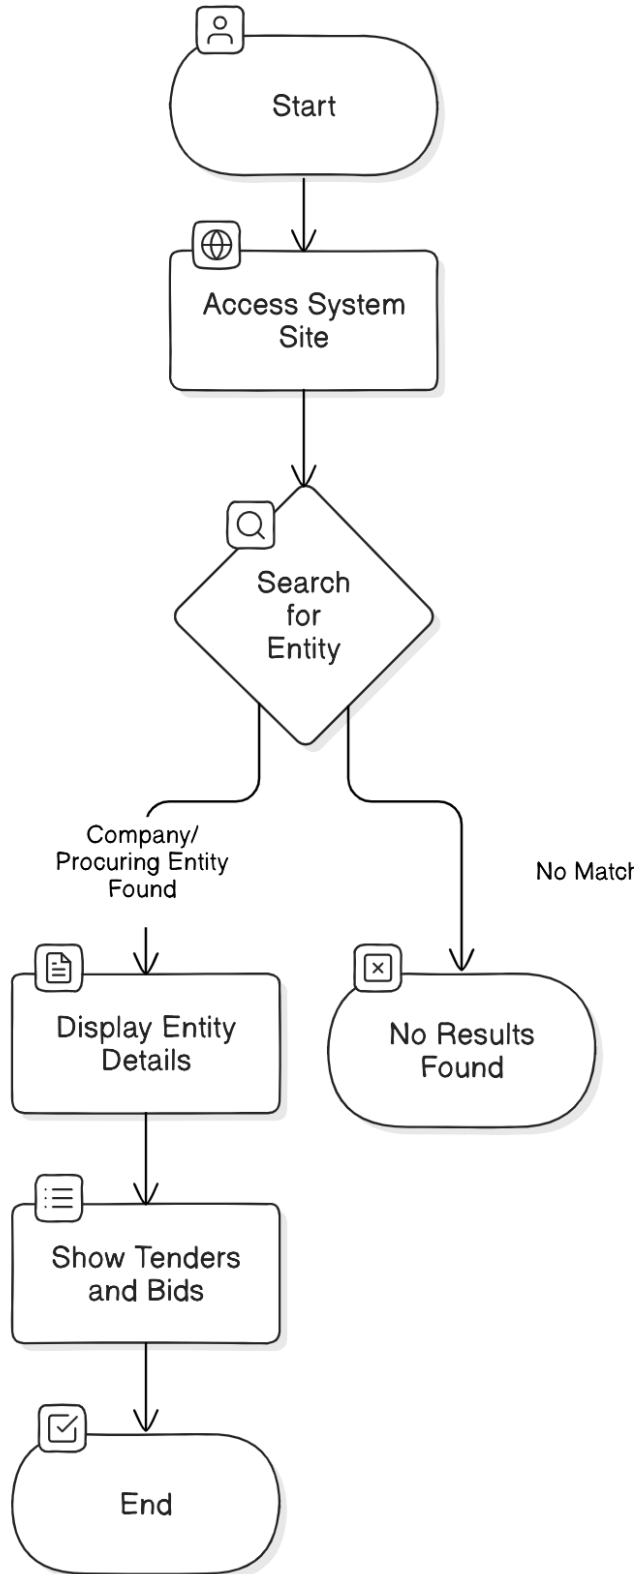 Start
Access System
Site
Search
for
Entity
Company/
Procuring Entity
Found
No Match
Display Entity
Details
No Results
Found
Show Tenders
and Bids
End